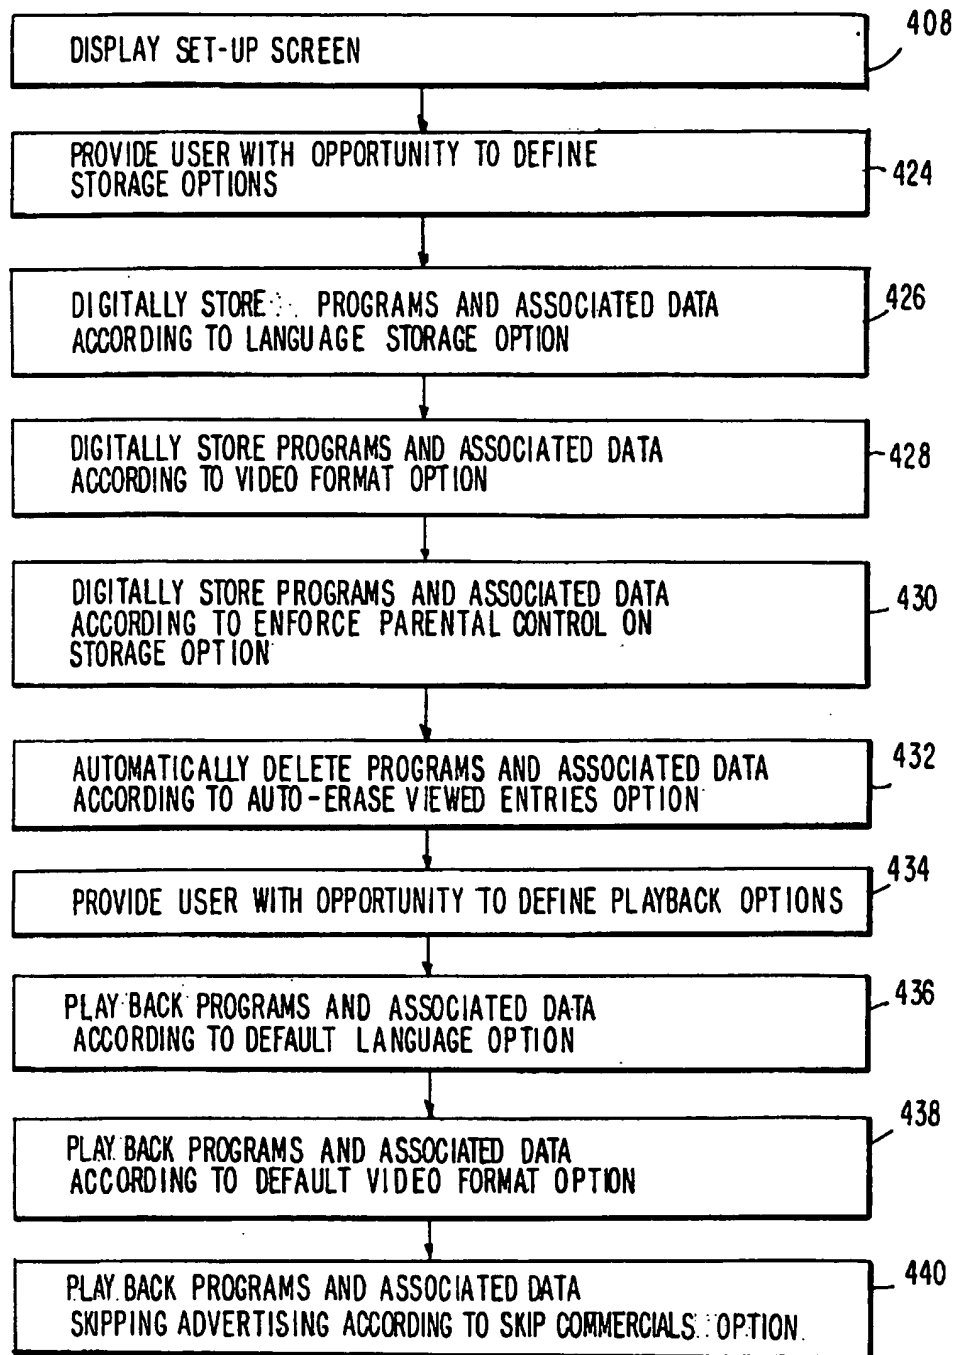 DISPLAY SET-UP SCREEN
408
PROVIDE USER WITH OPPORTUNITY TO DEFINE
STORAGE OPTIONS
424
DIGITALLY STORE PROGRAMS AND ASSOCIATED DATA
ACCORDING TO LANGUAGE STORAGE OPTION
426
DIGITALLY STORE PROGRAMS AND ASSOCIATED DATA
ACCORDING TO VIDEO FORMAT OPTION
428
DIGITALLY STORE PROGRAMS AND ASSOCIATED DATA
ACCORDING TO ENFORCE PARENTAL CONTROL ON
STORAGE OPTION
430
AUTOMATICALLY DELETE PROGRAMS AND ASSOCIATED DATA
ACCORDING TO AUTO-ERASE VIEWED ENTRIES OPTION
432
PROVIDE USER WITH OPPORTUNITY TO DEFINE PLAYBACK OPTIONS
434
PLAY BACK PROGRAMS AND ASSOCIATED DATA
ACCORDING TO DEFAULT LANGUAGE OPTION
436
PLAY BACK PROGRAMS AND ASSOCIATED DATA
ACCORDING TO DEFAULT VIDEO FORMAT OPTION
438
PLAY BACK PROGRAMS AND ASSOCIATED DATA
SKIPPING ADVERTISING ACCORDING TO SKIP COMMERCIALS OPTION
440